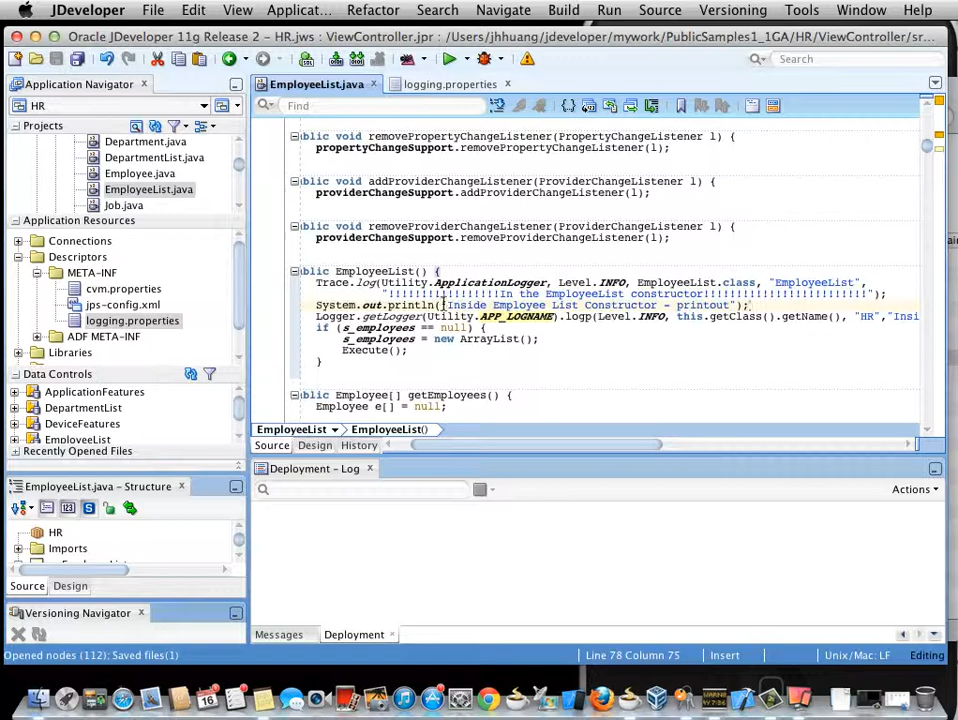 JDeveloper File Edit View Applicat... Refactor Search Navigate Build Run Source Versioning Tools Window Help
Oracle JDeveloper 11g Release 2 - HR.jws : ViewController.jpr : /Users/jhhuang/jdeveloper/mywork/PublicSamples1_1GA/HR/ViewController/sr...
Search
Application Navigator
EmployeeList.java
logging.properties
HR
Find
Projects
Department.java
DepartmentList.java
Employee.java
EmployeeList.java
Job.java
Application Resources
Connections
Descriptors
META-INF
cvm.properties
jps-config.xml
logging.properties
ADF META-INF
Libraries
Data Controls
ApplicationFeatures
DepartmentList
DeviceFeatures
EmployeeList
Recently Opened Files
blic void removePropertyChangeListener(PropertyChangeListener l) {
propertyChangeSupport.removePropertyChangeListener(l);
blic void addProviderChangeListener(ProviderChangeListener l) {
providerChangeSupport.addProviderChangeListener(l);
blic void removeProviderChangeListener(ProviderChangeListener l) {
providerChangeSupport.removeProviderChangeListener(l);
blic EmployeeList() {
Trace.log(Utility.ApplicationLogger, Level.INFO, EmployeeList.class, "EmployeeList",
"!!!!!!!!!!!!!!!!!In the EmployeeList constructor!!!!!!!!!!!!!!!!!!!!!!!!!");
System.out.println("Inside Employee List Constructor - printout");
Logger.getLogger(Utility.APP_LOGNAME).logp(Level.INFO, this.getClass().getName(), "HR","Insi
if (s_employees == null) {
s_employees = new ArrayList();
Execute();
}
blic Employee[] getEmployees() {
Employee e[] = null;
EmployeeList EmployeeList()
Source Design History
EmployeeList.java - Structure
HR
Imports
Source Design
Versioning Navigator
Deployment - Log
Actions
Messages Deployment
Opened nodes (112); Saved files(1)
Line 78 Column 75 Insert Unix/Mac: LF Editing